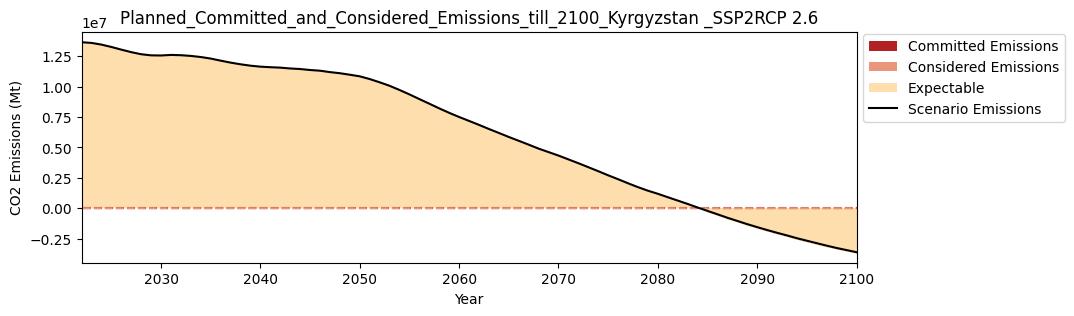 Planned_Committed_and_Considered_Emissions_till_2100_Kyrgyzstan _SSP2RCP 2.6
1e7
1.25
1.00
0.75
0.50
0.25
0.00
−0.25
CO2 Emissions (Mt)
2030 2040 2050 2060 2070 2080 2090 2100
Year
Committed Emissions
Considered Emissions
Expectable
Scenario Emissions